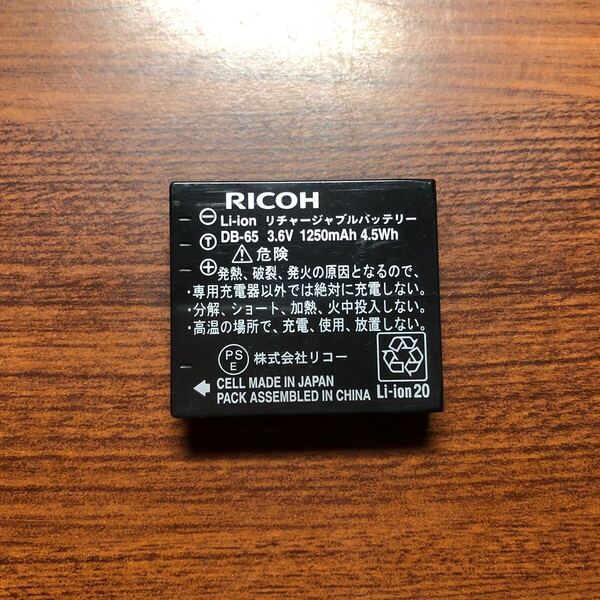 RICOH
⊖ Li-ion リチャージャブルバッテリー
Ⓣ DB-65 3.6V 1250mAh 4.5Wh
⊕ ⚠危険
発熱、破裂、発火の原因となるので、
・専用充電器以外では絶対に充電しない。
・分解、ショート、加熱、火中投入しない。
・高温の場所で、充電、使用、放置しない。
PS
E
株式会社リコー
CELL MADE IN JAPAN
PACK ASSEMBLED IN CHINA
Li-ion 20